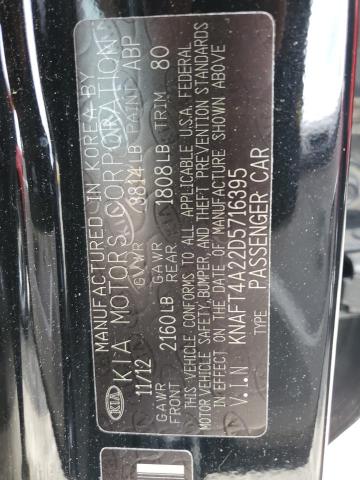 MANUFACTURED IN KOREA BY
KIA MOTORS CORPORATION
11/12 GVWR 3814LB PAINT ABP
GAWR FRONT 2160LB GAWR REAR 1808LB TRIM 80
THIS VEHICLE CONFORMS TO ALL APPLICABLE U.S.A. FEDERAL
MOTOR VEHICLE SAFETY, BUMPER, AND THEFT PREVENTION STANDARDS
IN EFFECT ON THE DATE OF MANUFACTURE SHOWN ABOVE
V.I.N KNAFT4A22D5716395
TYPE PASSENGER CAR
KIA